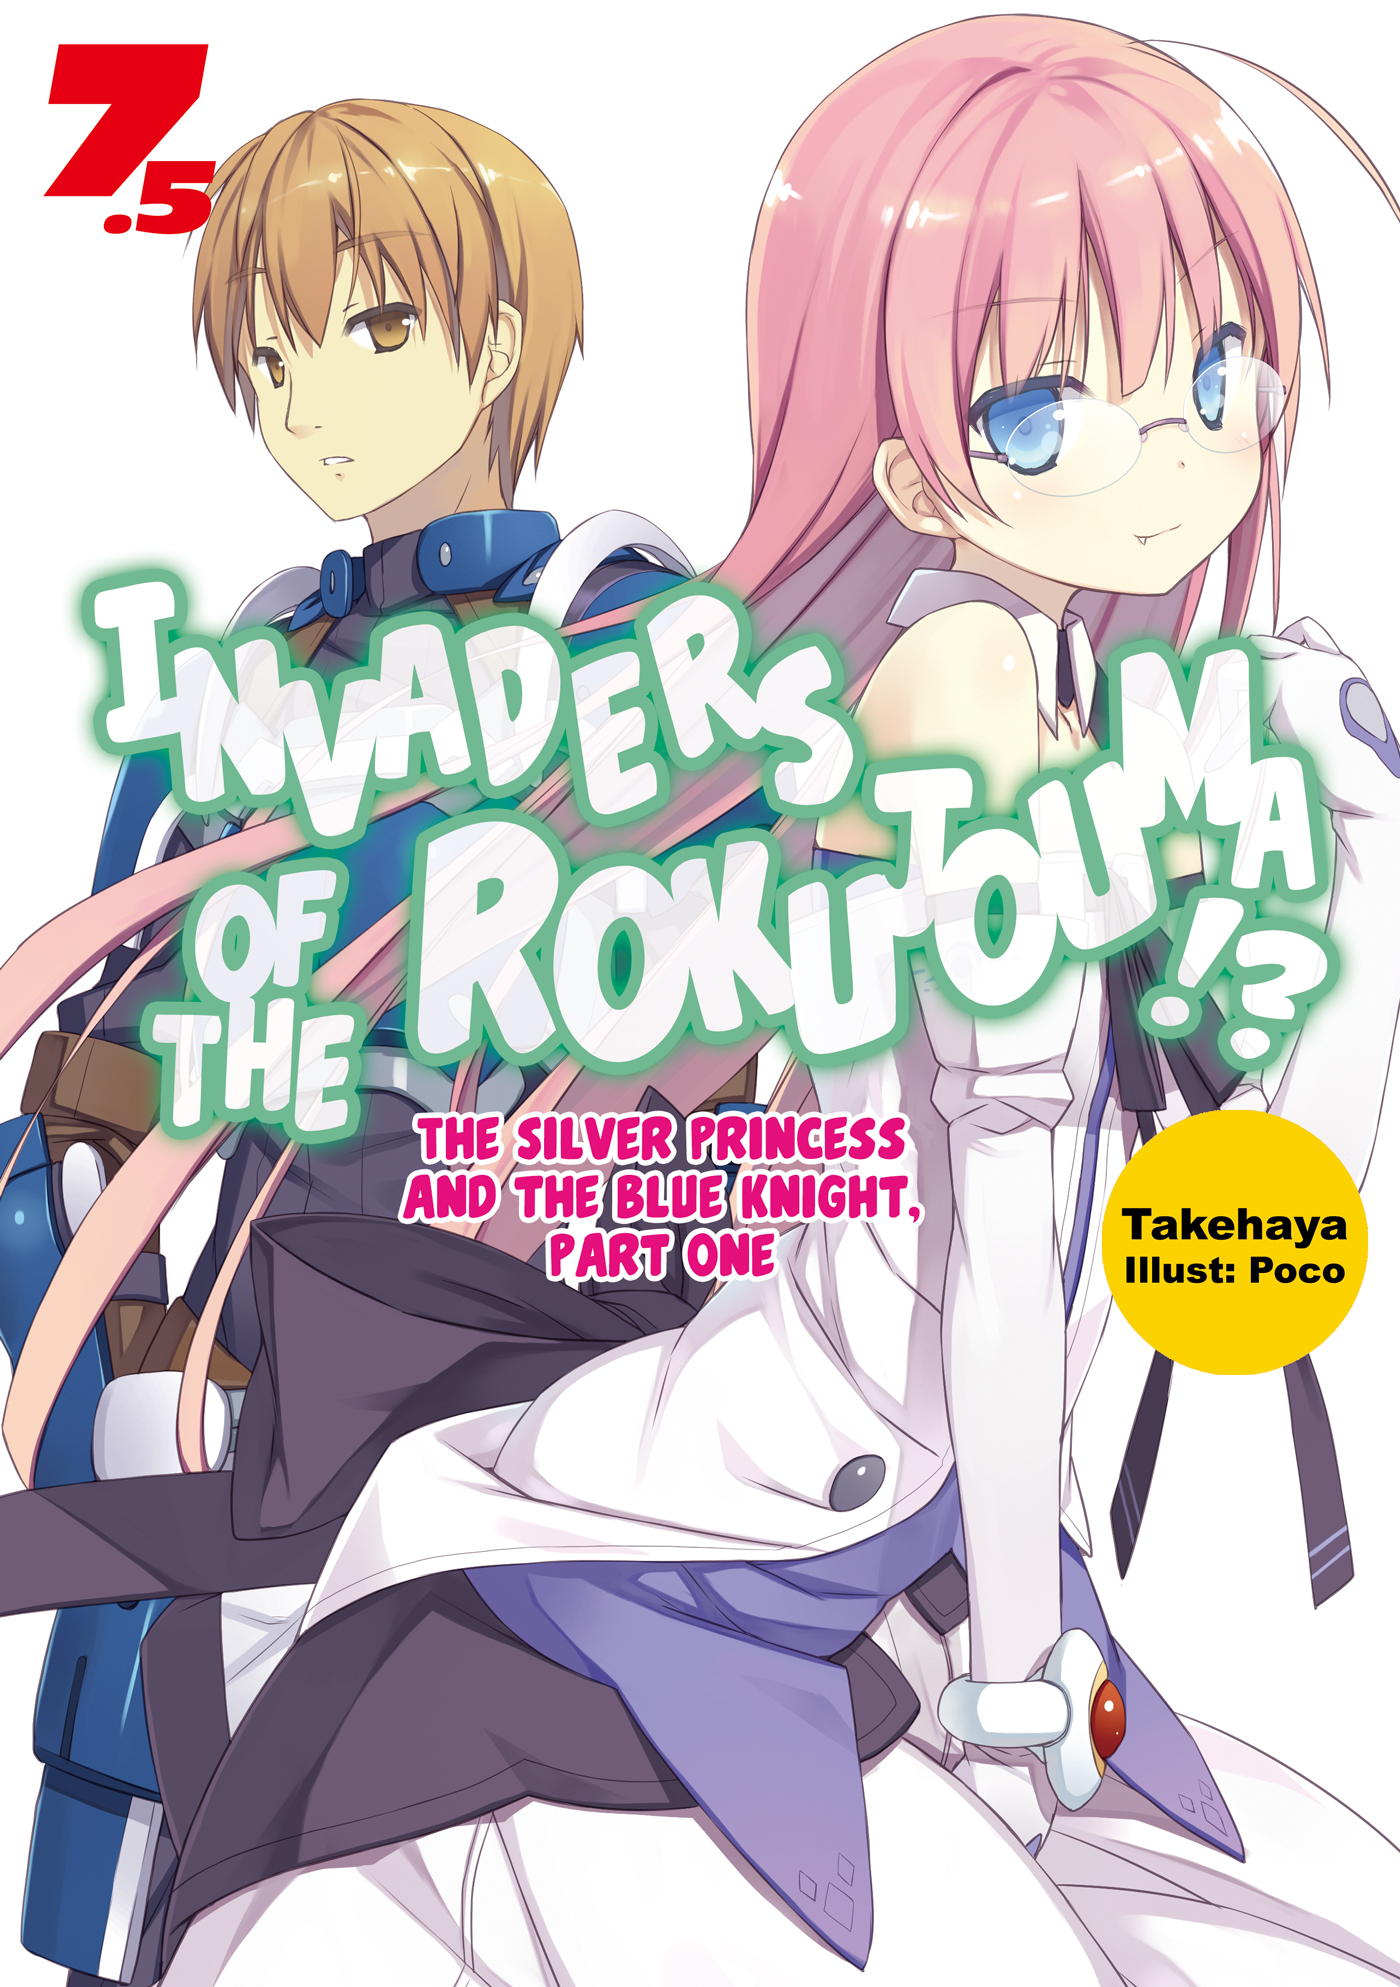 7.5
INVADERS
OF THE ROKUJOUMA!?
THE SILVER PRINCESS
AND THE BLUE KNIGHT,
PART ONE
Takehaya
Illust: Poco